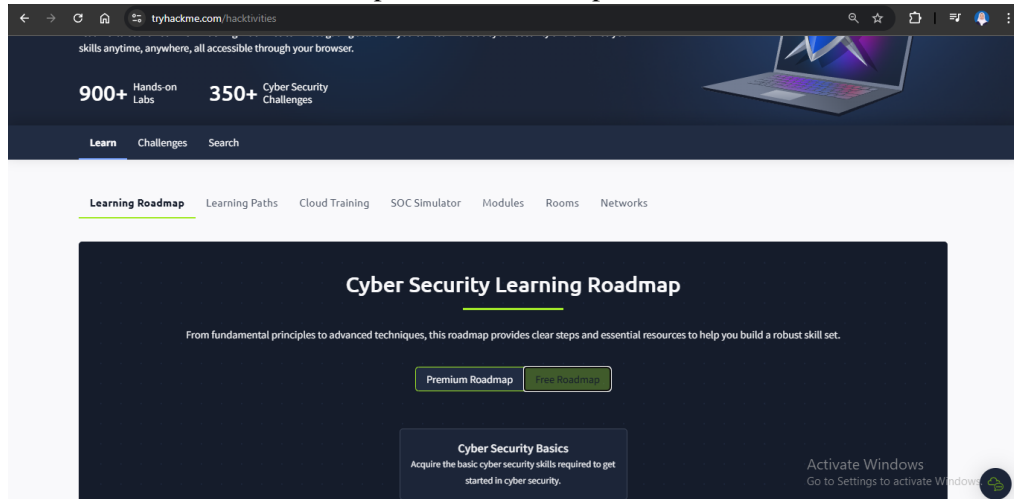 tryhackme.com/hacktivities
skills anytime, anywhere, all accessible through your browser.
900+ Hands-on Labs 350+ Cyber Security Challenges
Learn Challenges Search
Learning Roadmap Learning Paths Cloud Training SOC Simulator Modules Rooms Networks
Cyber Security Learning Roadmap
From fundamental principles to advanced techniques, this roadmap provides clear steps and essential resources to help you build a robust skill set.
Premium Roadmap Free Roadmap
Cyber Security Basics
Acquire the basic cyber security skills required to get
started in cyber security.
Activate Windows
Go to Settings to activate Windows.